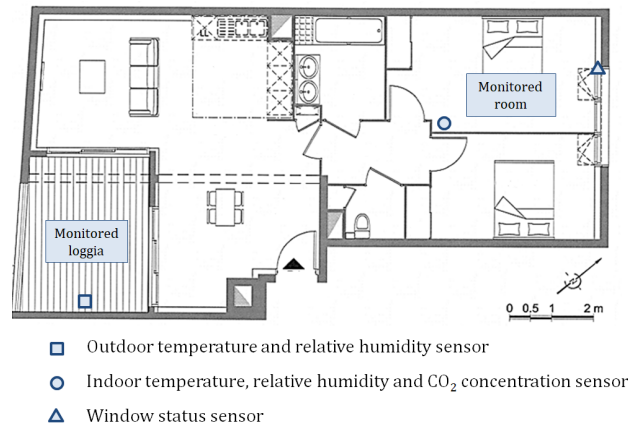 LL
Monitored
room
Monitored
loggia
0 0.5 1 2 m
Outdoor temperature and relative humidity sensor
Indoor temperature, relative humidity and CO₂ concentration sensor
Window status sensor